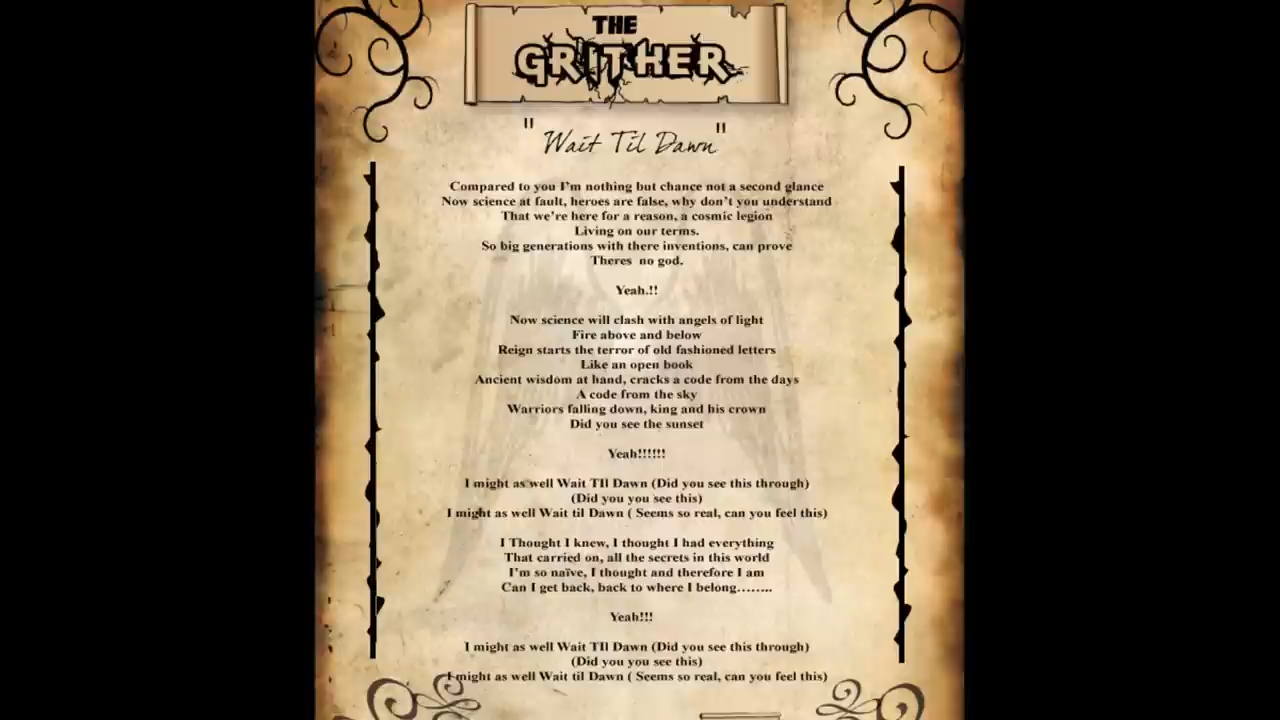 THE
GRITHER
"Wait Til Dawn"
Compared to you I'm nothing but chance not a second glance
Now science at fault, heroes are false, why don't you understand
That we're here for a reason, a cosmic legion
Living on our terms.
So big generations with there inventions, can prove
Theres no god.
Yeah.!!
Now science will clash with angels of light
Fire above and below
Reign starts the terror of old fashioned letters
Like an open book
Ancient wisdom at hand, cracks a code from the days
A code from the sky
Warriors falling down, king and his crown
Did you see the sunset
Yeah!!!!!!
I might as well Wait TIl Dawn (Did you see this through)
(Did you you see this)
I might as well Wait til Dawn ( Seems so real, can you feel this)
I Thought I knew, I thought I had everything
That carried on, all the secrets in this world
I'm so naïve, I thought and therefore I am
Can I get back, back to where I belong……..
Yeah!!!
I might as well Wait TIl Dawn (Did you see this through)
(Did you you see this)
I might as well Wait til Dawn ( Seems so real, can you feel this)